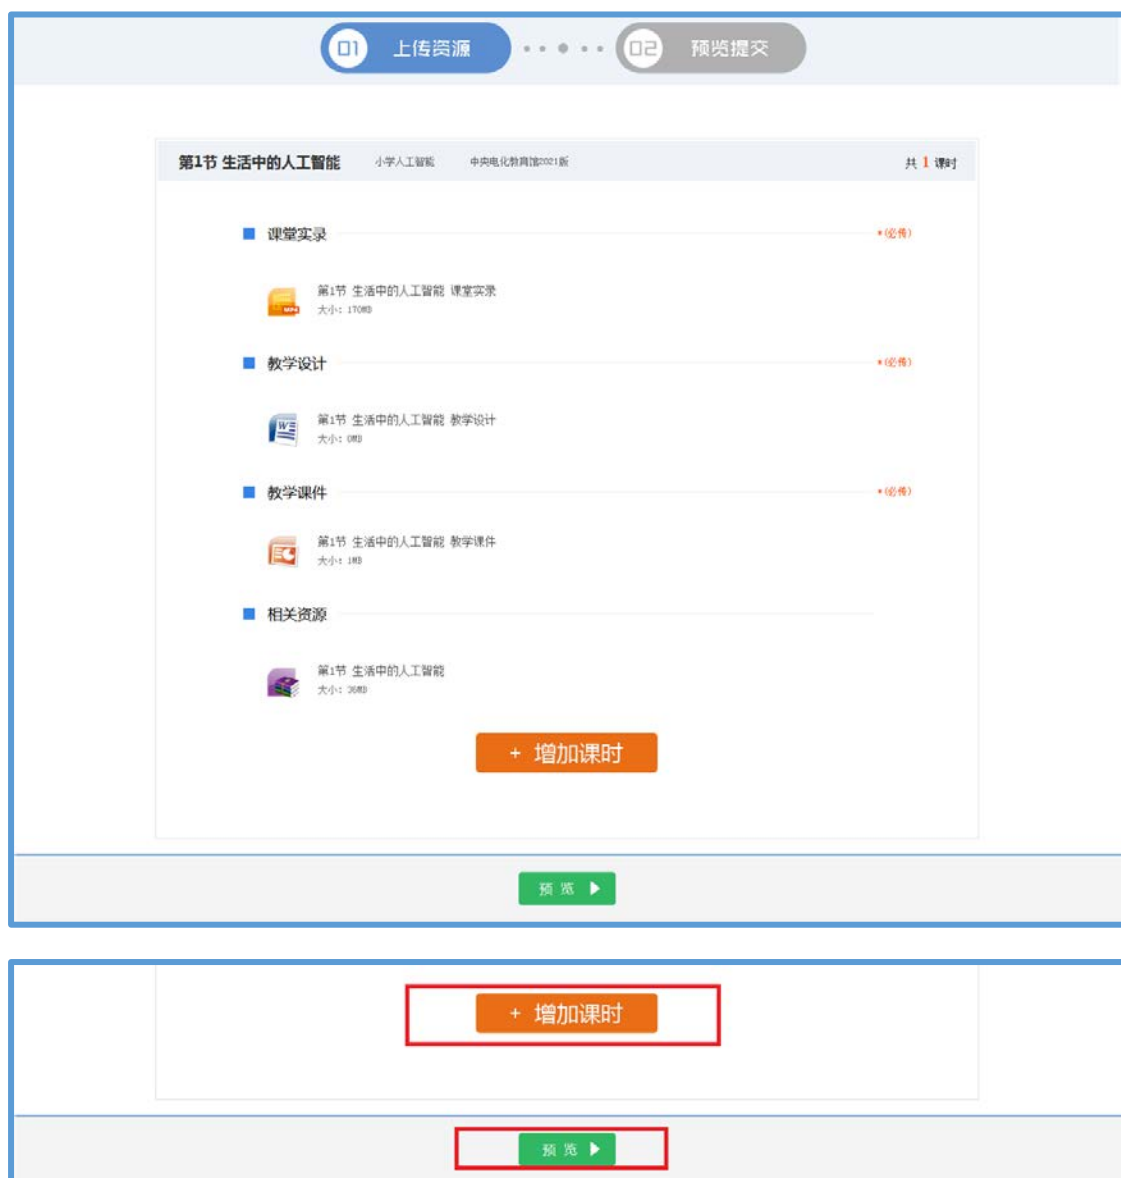 01 上传资源 02 预览提交
第1节 生活中的人工智能 小学人工智能 中央电化教育馆2021版 共 1 课时
课堂实录 *(必传)
MP4
第1节 生活中的人工智能 课堂实录
大小: 170MB
教学设计 *(必传)
W
第1节 生活中的人工智能 教学设计
大小: 0MB
教学课件 *(必传)
第1节 生活中的人工智能 教学课件
大小: 1MB
相关资源
第1节 生活中的人工智能
大小: 36MB
+ 增加课时
预 览
+ 增加课时
预 览